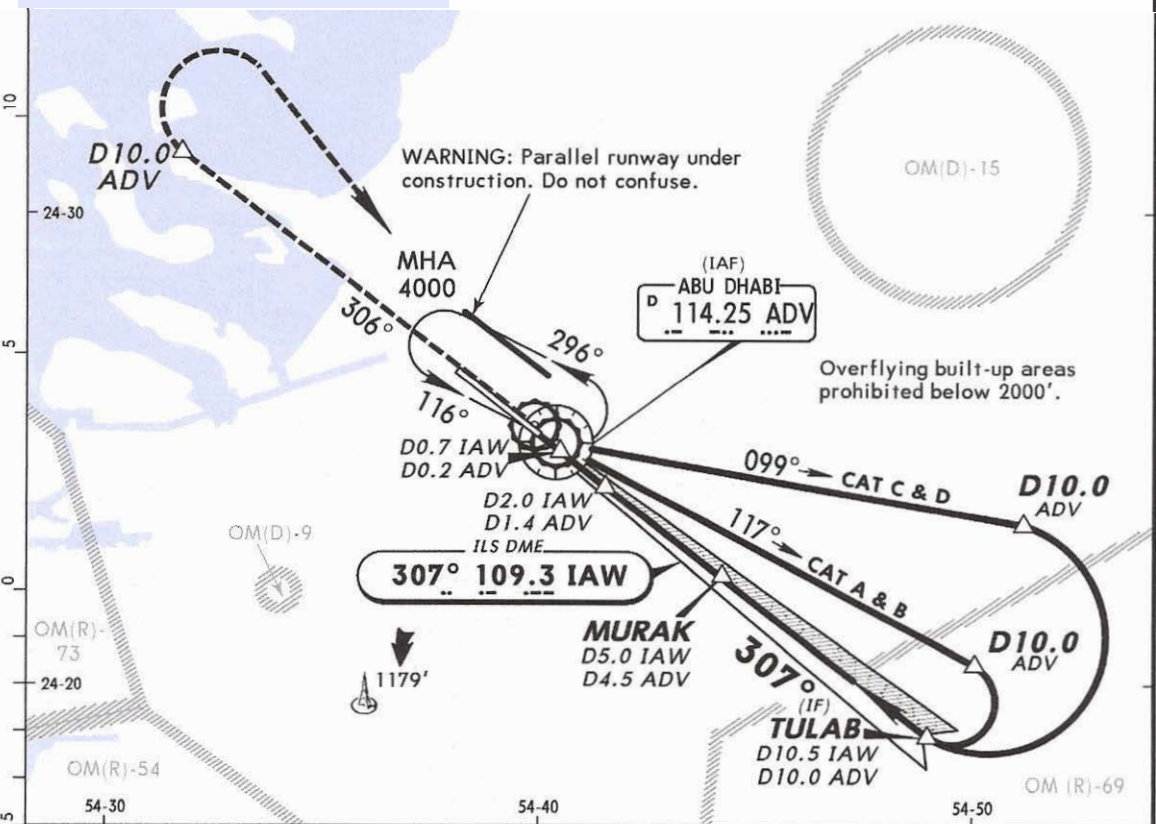 10
D10.0
ADV
24-30
WARNING: Parallel runway under
construction. Do not confuse.
OM(D)-15
MHA
4000
306°
(IAF)
ABU DHABI
D 114.25 ADV
5
296°
116°
Overflying built-up areas
prohibited below 2000'.
D0.7 IAW
D0.2 ADV
099° CAT C & D
D10.0
ADV
D2.0 IAW
D1.4 ADV
117° CAT A & B
OM(D)-9
ILS DME
307° 109.3 IAW
0
OM(R)-
73
MURAK
D5.0 IAW
D4.5 ADV
D10.0
ADV
307°
1179'
24-20
(IF)
TULAB
D10.5 IAW
D10.0 ADV
OM(R)-54
OM (R)-69
5
54-30
54-40
54-50